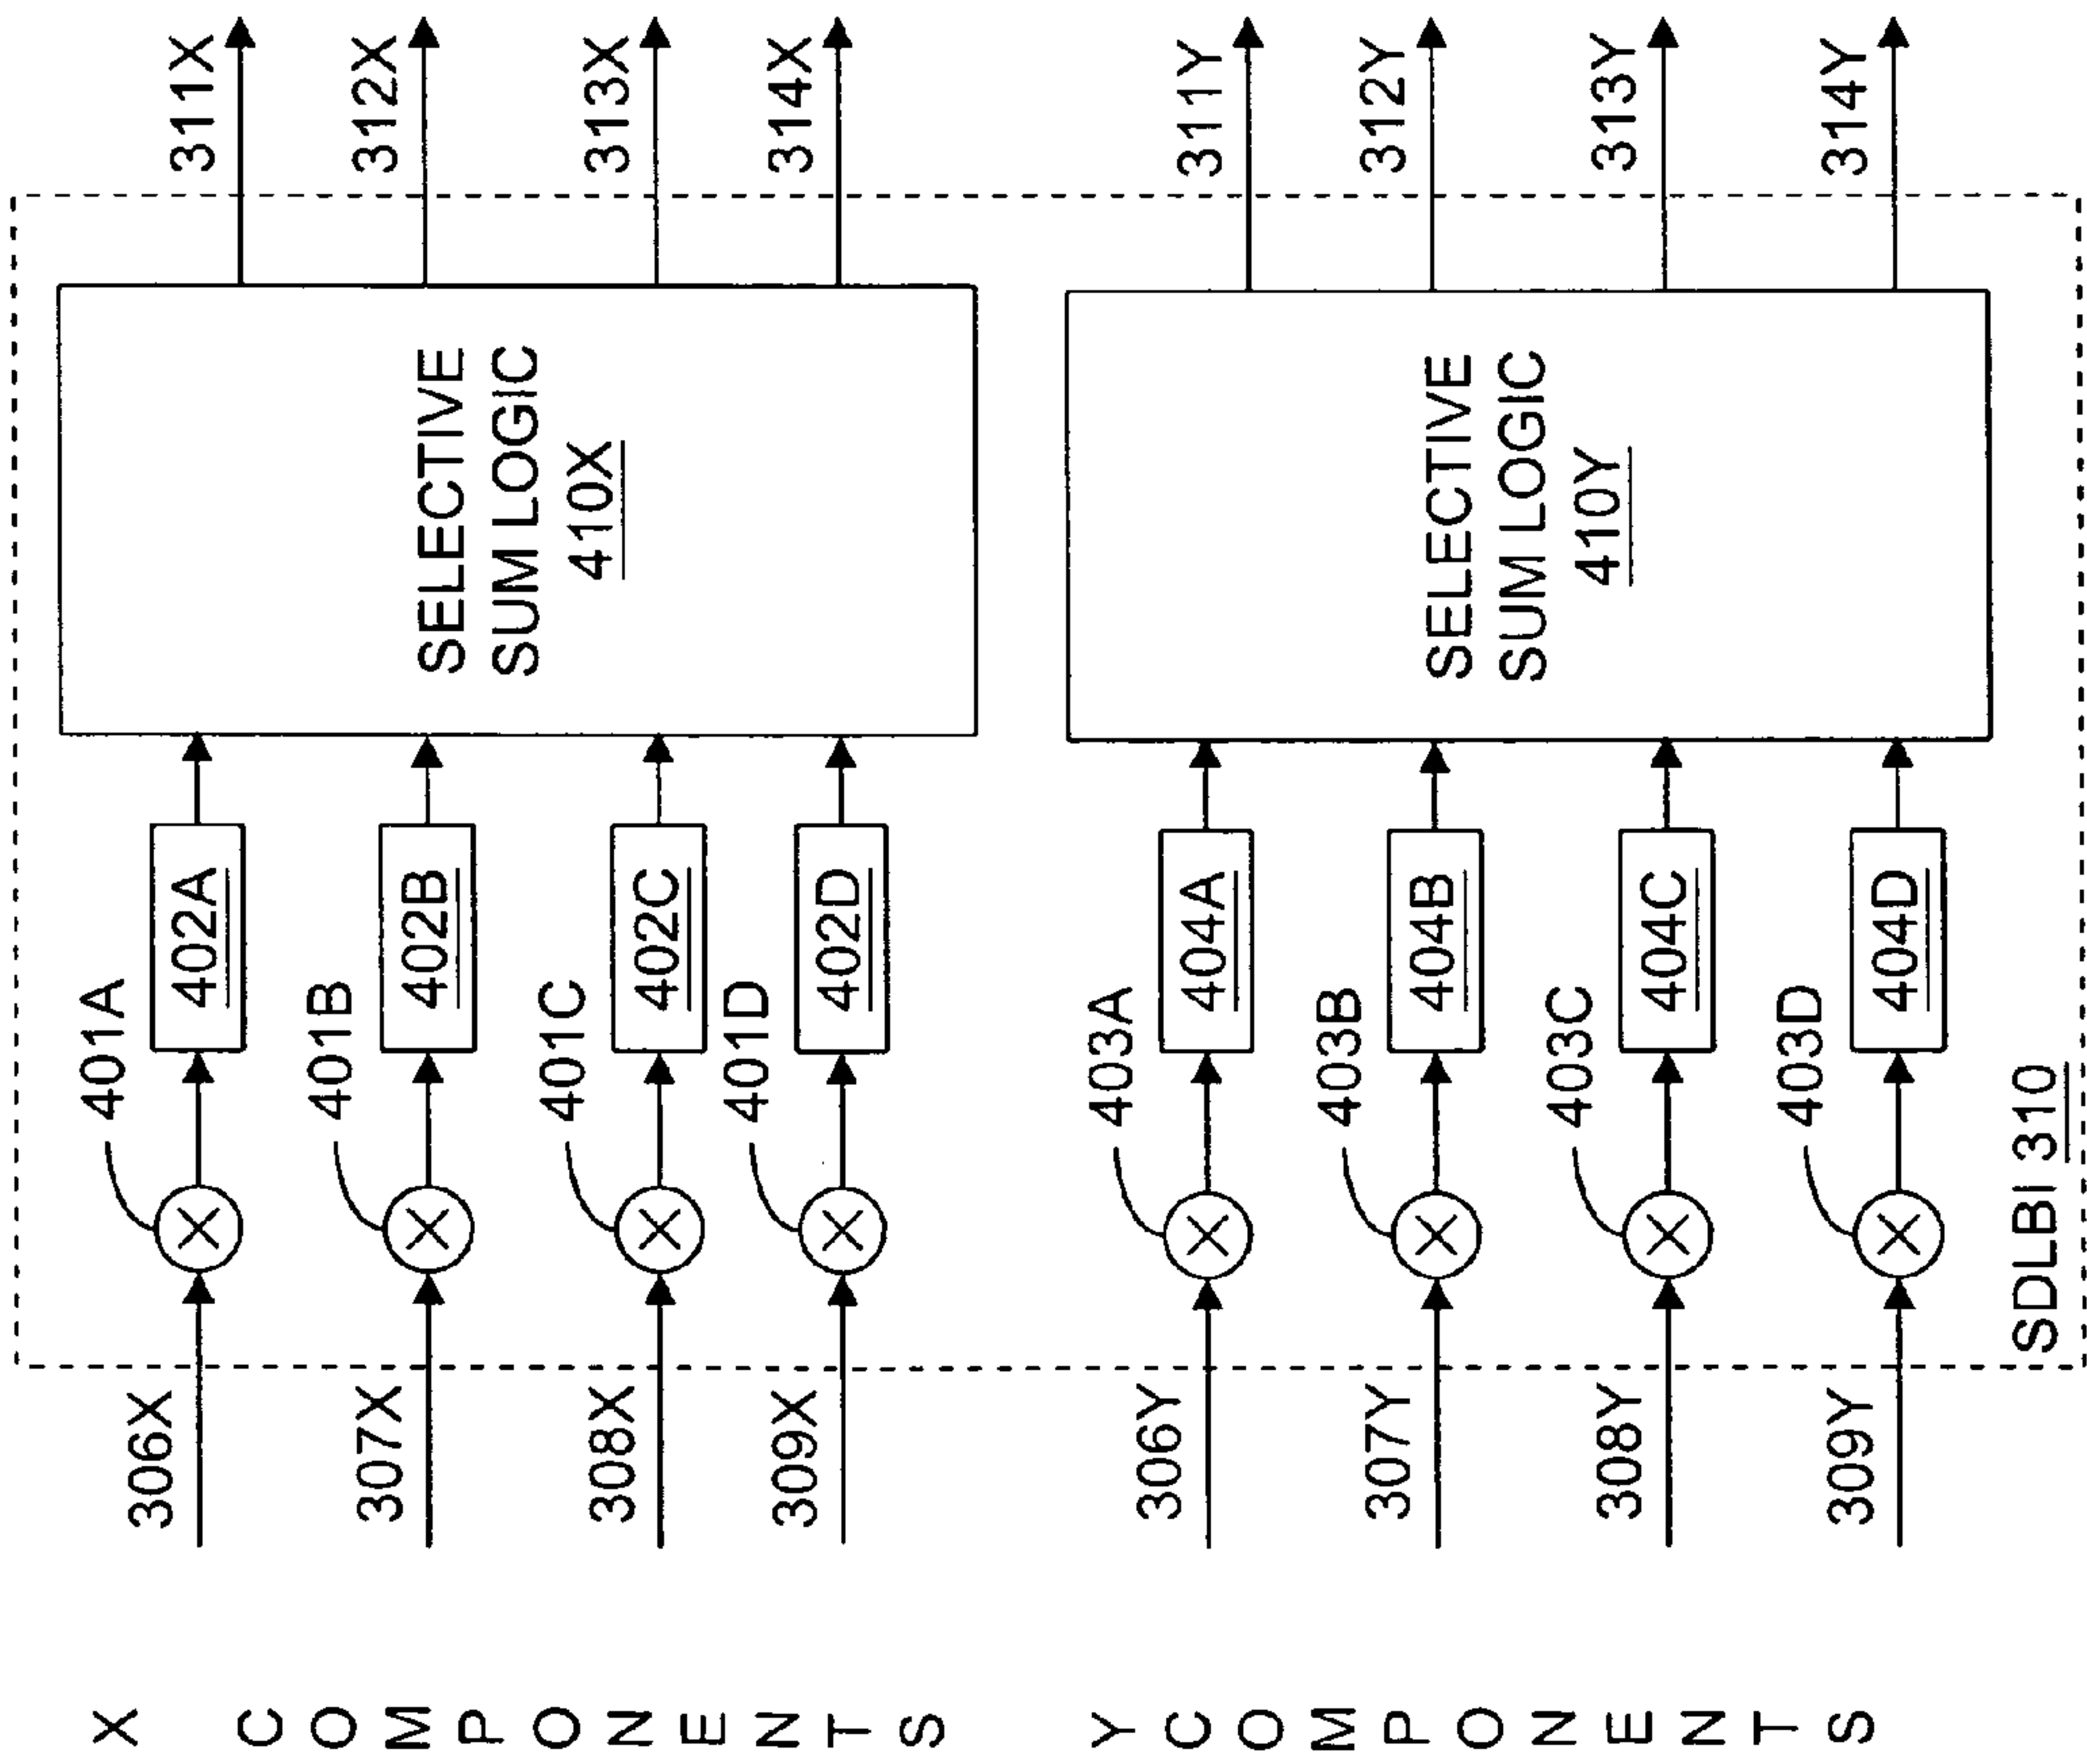 X COMPONENTS
306X
307X
308X
309X
401A
401B
401C
401D
402A
402B
402C
402D
SELECTIVE
SUM LOGIC
410X
311X
312X
313X
314X
Y COMPONENTS
306Y
307Y
308Y
309Y
403A
403B
403C
403D
404A
404B
404C
404D
SELECTIVE
SUM LOGIC
410Y
311Y
312Y
313Y
314Y
SDLBI 310